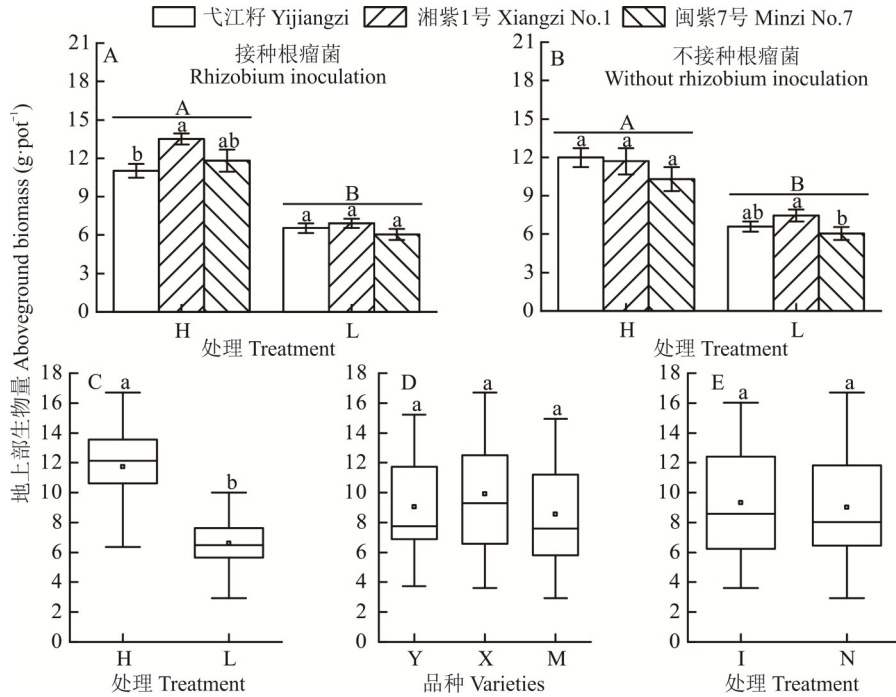 弋江籽 Yijiangzi 湘紫1号 Xiangzi No.1 闽紫7号 Minzi No.7
地上部生物量 Aboveground biomass (g·pot⁻¹)
A 接种根瘤菌
Rhizobium inoculation
21
18
15
12
9
6
3
0
A
b a ab
B
a a a
H L
处理 Treatment
B 不接种根瘤菌
Without rhizobium inoculation
21
18
15
12
9
6
3
0
A
a a a
B
ab a b
H L
处理 Treatment
C
18
16
14
12
10
8
6
4
2
0
a b
H L
处理 Treatment
D
18
16
14
12
10
8
6
4
2
0
a a a
Y X M
品种 Varieties
E
18
16
14
12
10
8
6
4
2
0
a a
I N
处理 Treatment